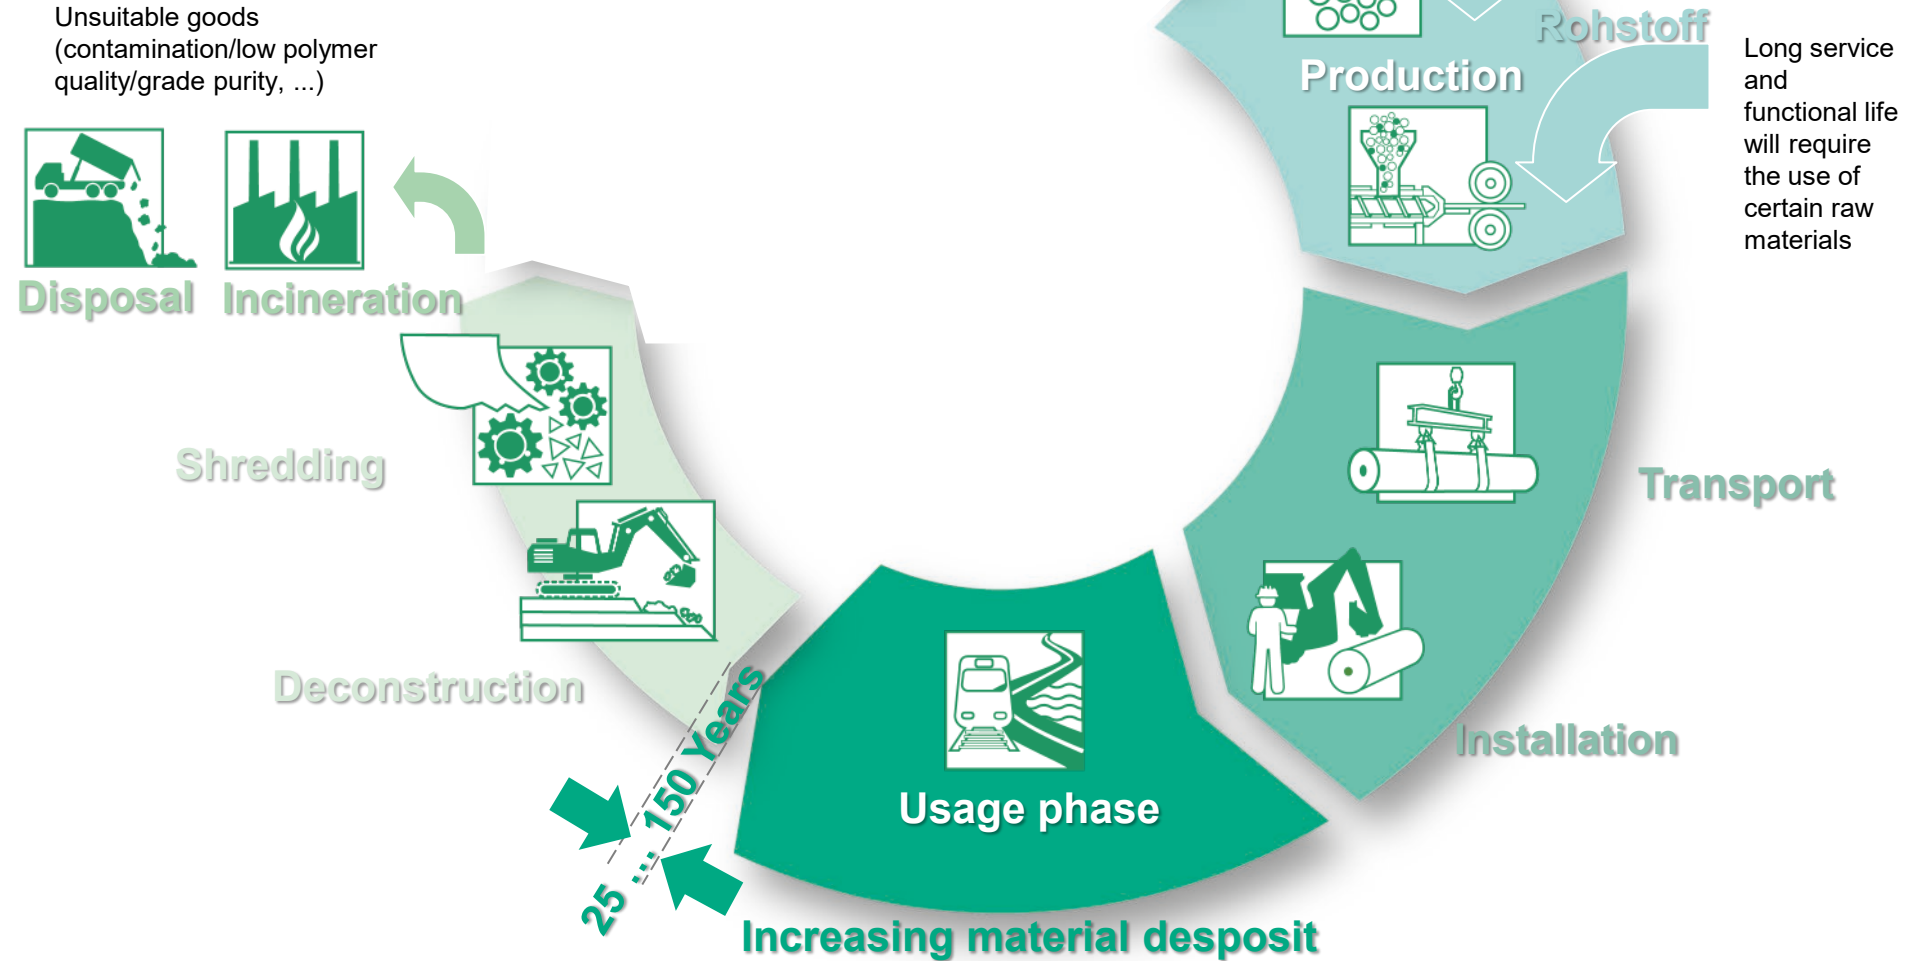 Unsuitable goods
(contamination/low polymer
quality/grade purity, ...)
Disposal
Incineration
Shredding
Deconstruction
25 ... 150 Years
Increasing material desposit
Usage phase
Installation
Transport
Production
Rohstoff
Long service
and
functional life
will require
the use of
certain raw
materials